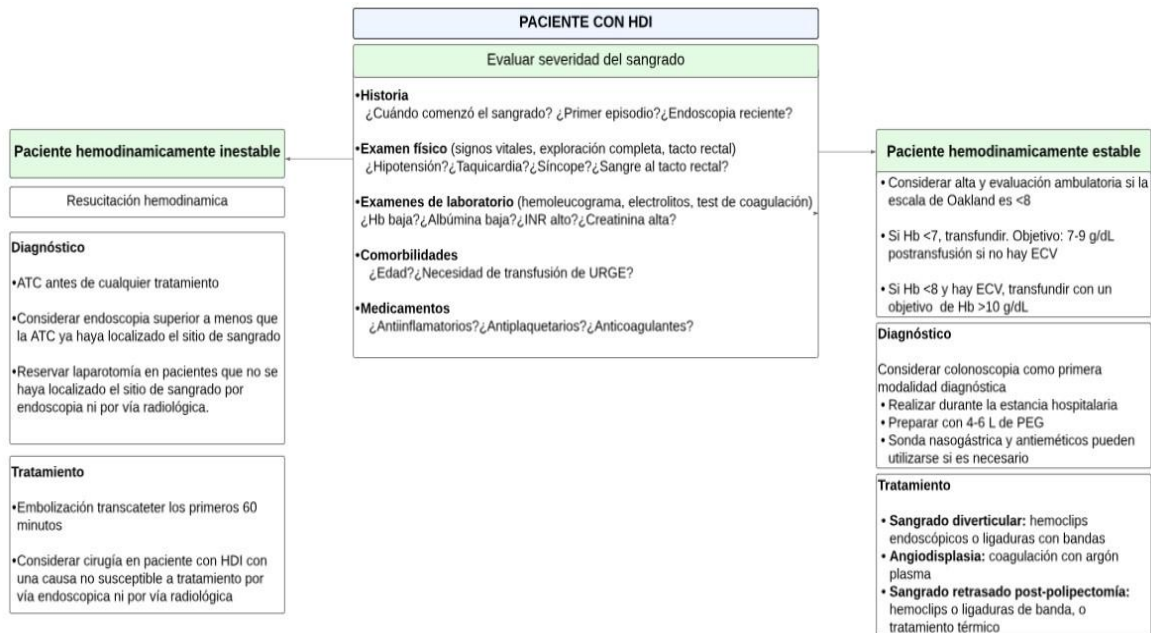 PACIENTE CON HDI
Evaluar severidad del sangrado
•Historia
¿Cuándo comenzó el sangrado? ¿Primer episodio?¿Endoscopia reciente?
•Examen físico (signos vitales, exploración completa, tacto rectal)
¿Hipotensión?¿Taquicardia?¿Síncope?¿Sangre al tacto rectal?
•Examenes de laboratorio (hemoleucograma, electrolitos, test de coagulación)
¿Hb baja?¿Albúmina baja?¿INR alto?¿Creatinina alta?
•Comorbilidades
¿Edad?¿Necesidad de transfusión de URGE?
•Medicamentos
¿Antiinflamatorios?¿Antiplaquetarios?¿Anticoagulantes?
Paciente hemodinamicamente inestable
Resucitación hemodinamica
Diagnóstico
•ATC antes de cualquier tratamiento
•Considerar endoscopia superior a menos que
la ATC ya haya localizado el sitio de sangrado
•Reservar laparotomía en pacientes que no se
haya localizado el sitio de sangrado por
endoscopia ni por vía radiológica.
Tratamiento
•Embolización transcateter los primeros 60
minutos
•Considerar cirugía en paciente con HDI con
una causa no susceptible a tratamiento por
vía endoscopica ni por vía radiológica
Paciente hemodinamicamente estable
• Considerar alta y evaluación ambulatoria si la
escala de Oakland es <8
• Si Hb <7, transfundir. Objetivo: 7-9 g/dL
postransfusión si no hay ECV
• Si Hb <8 y hay ECV, transfundir con un
objetivo de Hb >10 g/dL
Diagnóstico
Considerar colonoscopia como primera
modalidad diagnóstica
• Realizar durante la estancia hospitalaria
• Preparar con 4-6 L de PEG
• Sonda nasogástrica y antieméticos pueden
utilizarse si es necesario
Tratamiento
• Sangrado diverticular: hemoclips
endoscópicos o ligaduras con bandas
• Angiodisplasia: coagulación con argón
plasma
• Sangrado retrasado post-polipectomía:
hemoclips o ligaduras de banda, o
tratamiento térmico